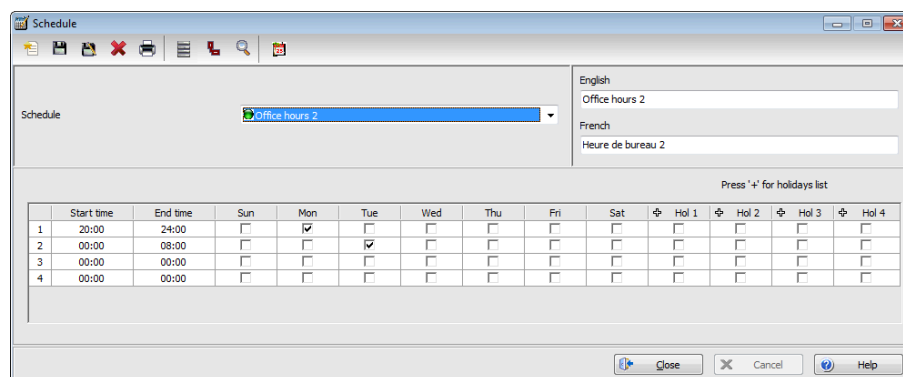 Schedule
English
Office hours 2
Schedule
Office hours 2
French
Heure de bureau 2
Press '+' for holidays list
Start time End time Sun Mon Tue Wed Thu Fri Sat Hol 1 Hol 2 Hol 3 Hol 4
1 20:00 24:00
2 00:00 08:00
3 00:00 00:00
4 00:00 00:00
Close Cancel Help